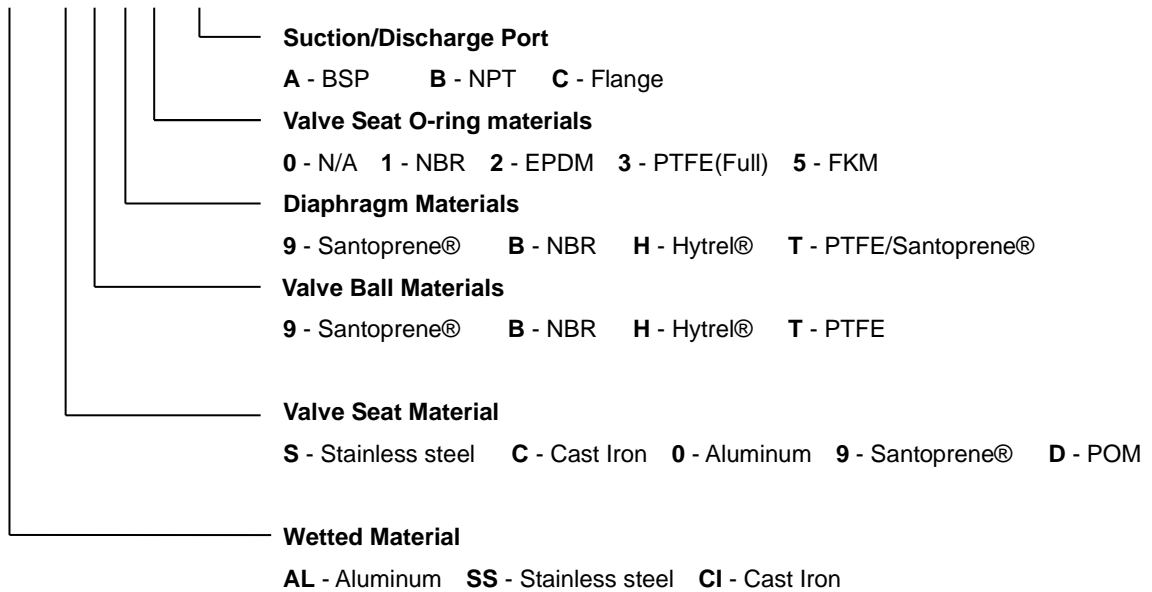 Suction/Discharge Port
A - BSP B - NPT C - Flange
Valve Seat O-ring materials
0 - N/A 1 - NBR 2 - EPDM 3 - PTFE(Full) 5 - FKM
Diaphragm Materials
9 - Santoprene® B - NBR H - Hytrel® T - PTFE/Santoprene®
Valve Ball Materials
9 - Santoprene® B - NBR H - Hytrel® T - PTFE
Valve Seat Material
S - Stainless steel C - Cast Iron 0 - Aluminum 9 - Santoprene® D - POM
Wetted Material
AL - Aluminum SS - Stainless steel CI - Cast Iron